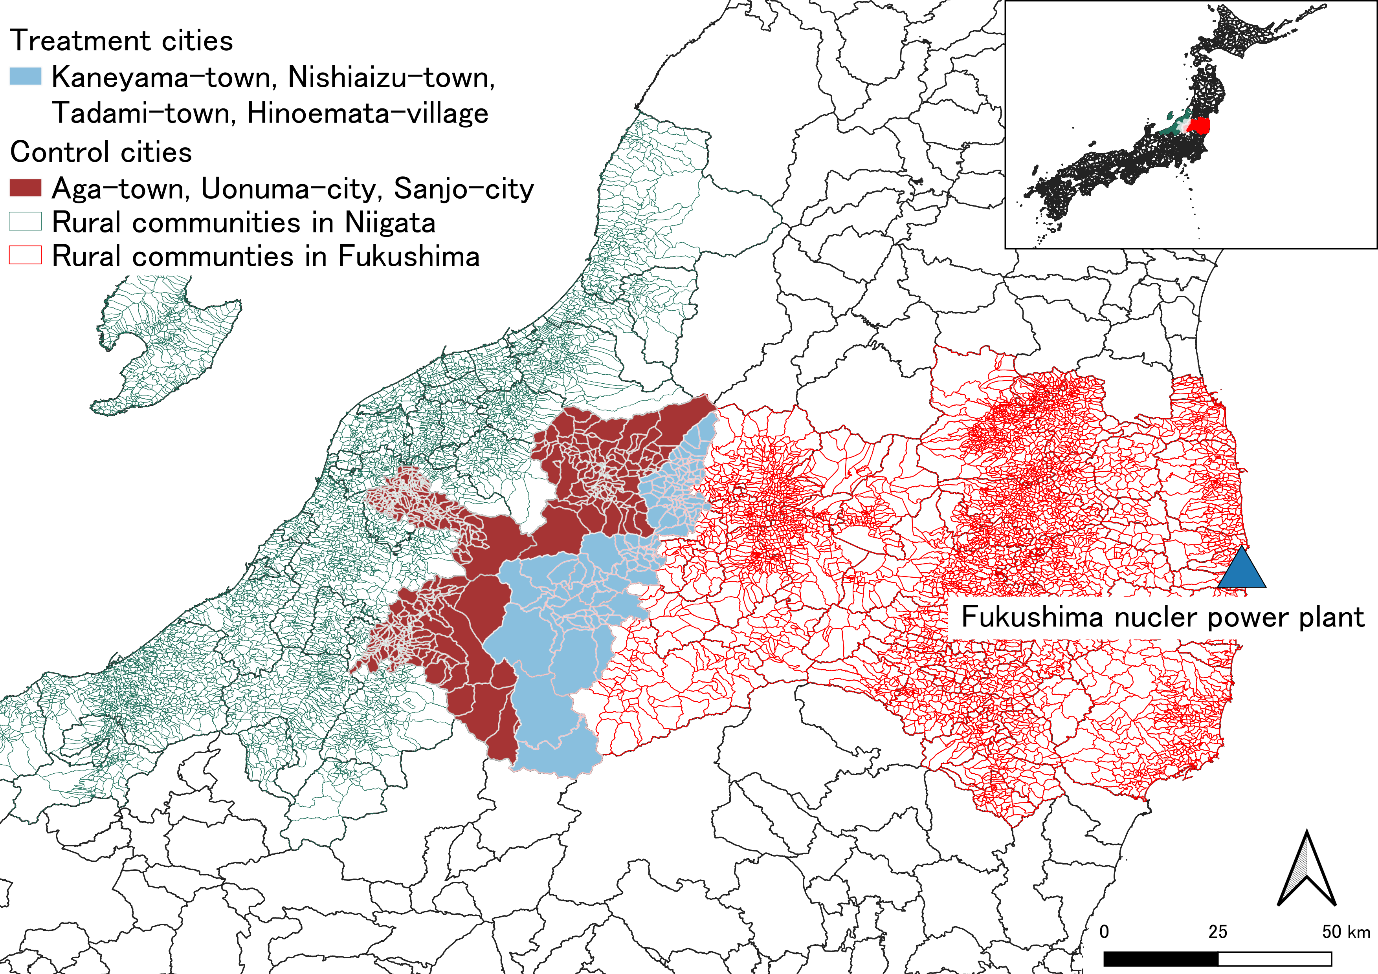 Treatment cities
Kaneyama-town, Nishiaizu-town,
Tadami-town, Hinoemata-village
Control cities
Aga-town, Uonuma-city, Sanjo-city
Rural communities in Niigata
Rural communties in Fukushima
Fukushima nucler power plant
0 25 50 km